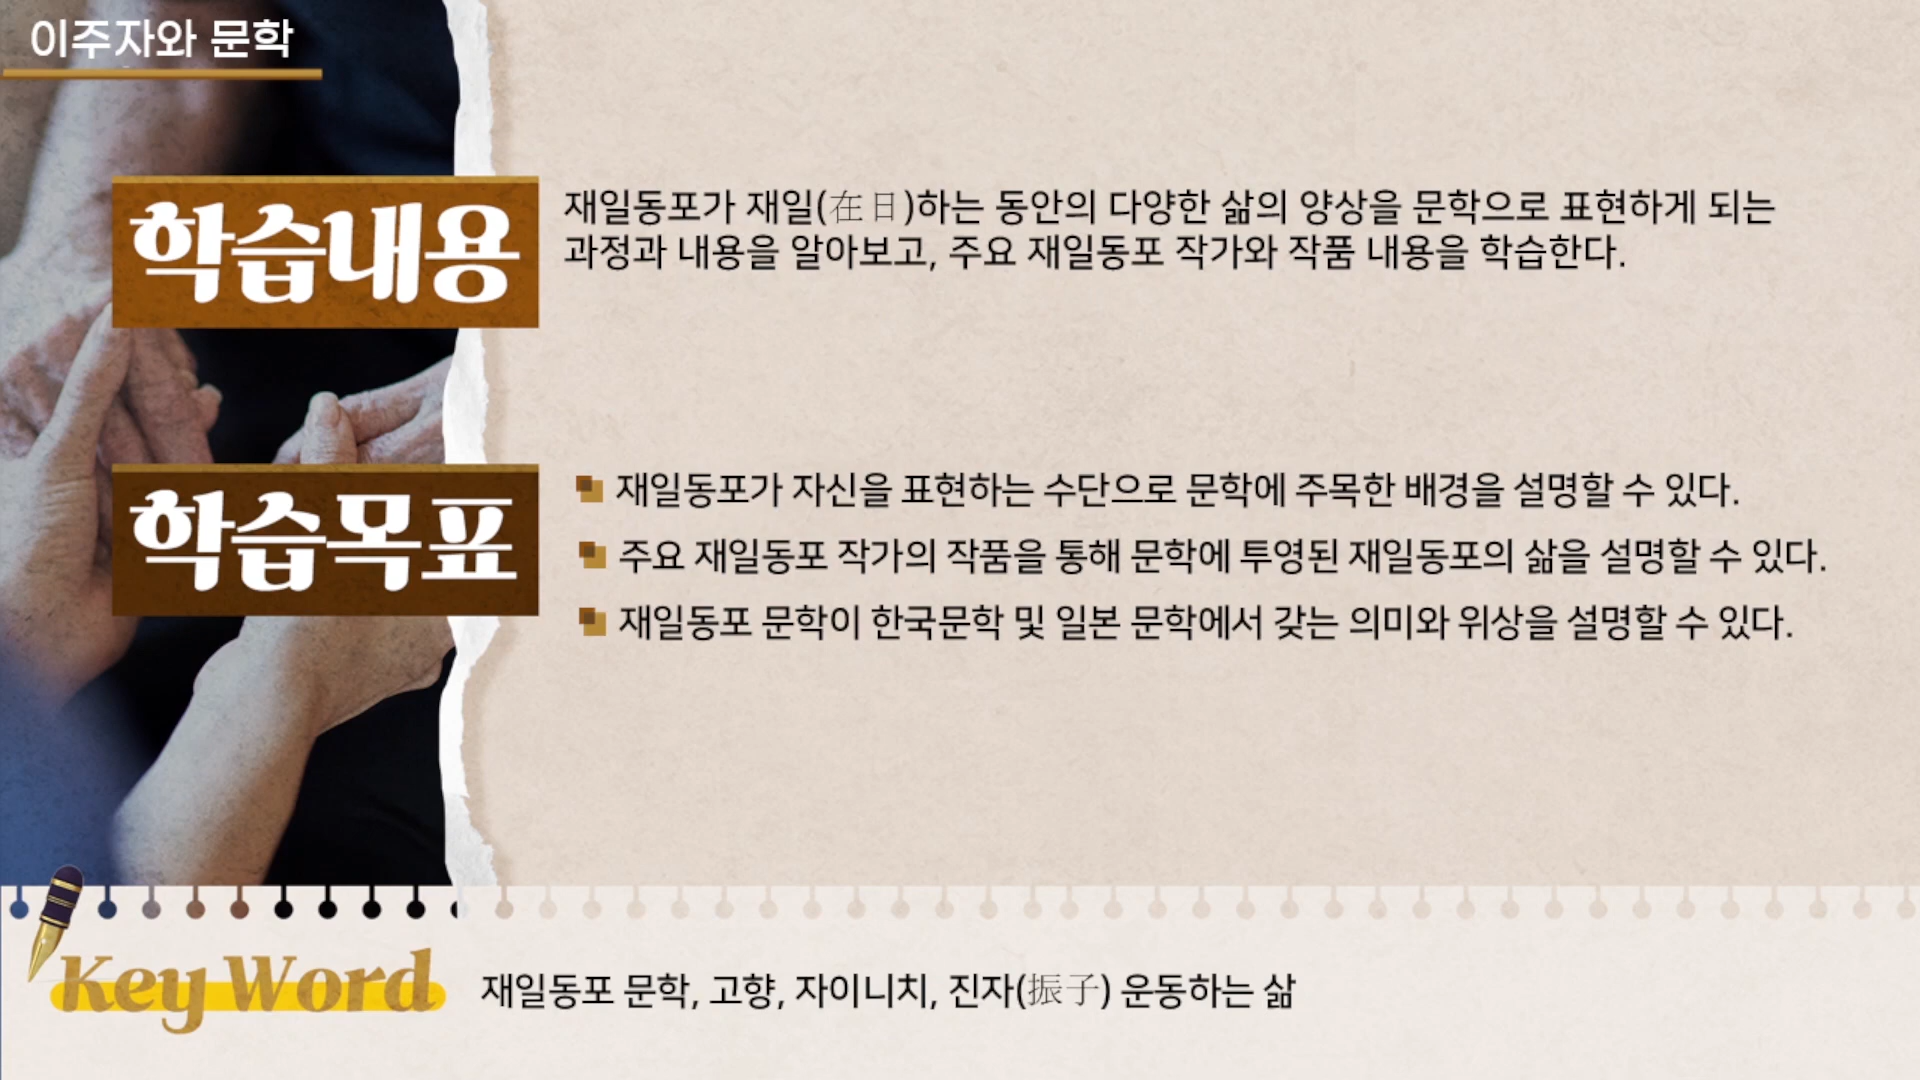 이주자와 문학
학습내용
재일동포가 재일(在日)하는 동안의 다양한 삶의 양상을 문학으로 표현하게 되는
과정과 내용을 알아보고, 주요 재일동포 작가와 작품 내용을 학습한다.
학습목표
재일동포가 자신을 표현하는 수단으로 문학에 주목한 배경을 설명할 수 있다.
주요 재일동포 작가의 작품을 통해 문학에 투영된 재일동포의 삶을 설명할 수 있다.
재일동포 문학이 한국문학 및 일본 문학에서 갖는 의미와 위상을 설명할 수 있다.
Key Word
재일동포 문학, 고향, 자이니치, 진자(振子) 운동하는 삶